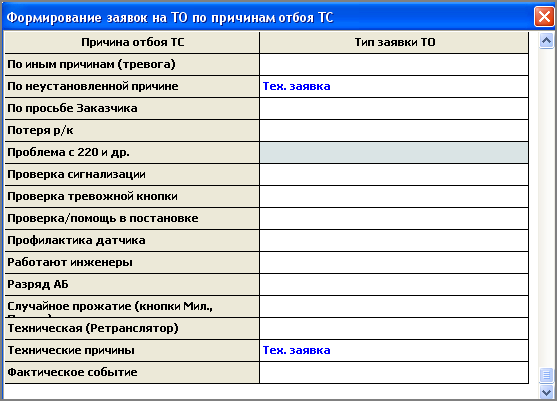 Формирование заявок на ТО по причинам отбоя ТС
Причина отбоя ТС Тип заявки ТО
По иным причинам (тревога)
По неустановленной причине Тех. заявка
По просьбе Заказчика
Потеря р/к
Проблема с 220 и др.
Проверка сигнализации
Проверка тревожной кнопки
Проверка/помощь в постановке
Профилактика датчика
Работают инженеры
Разряд АБ
Случайное прожатие (кнопки Мил.,
Техническая (Ретранслятор)
Технические причины Тех. заявка
Фактическое событие